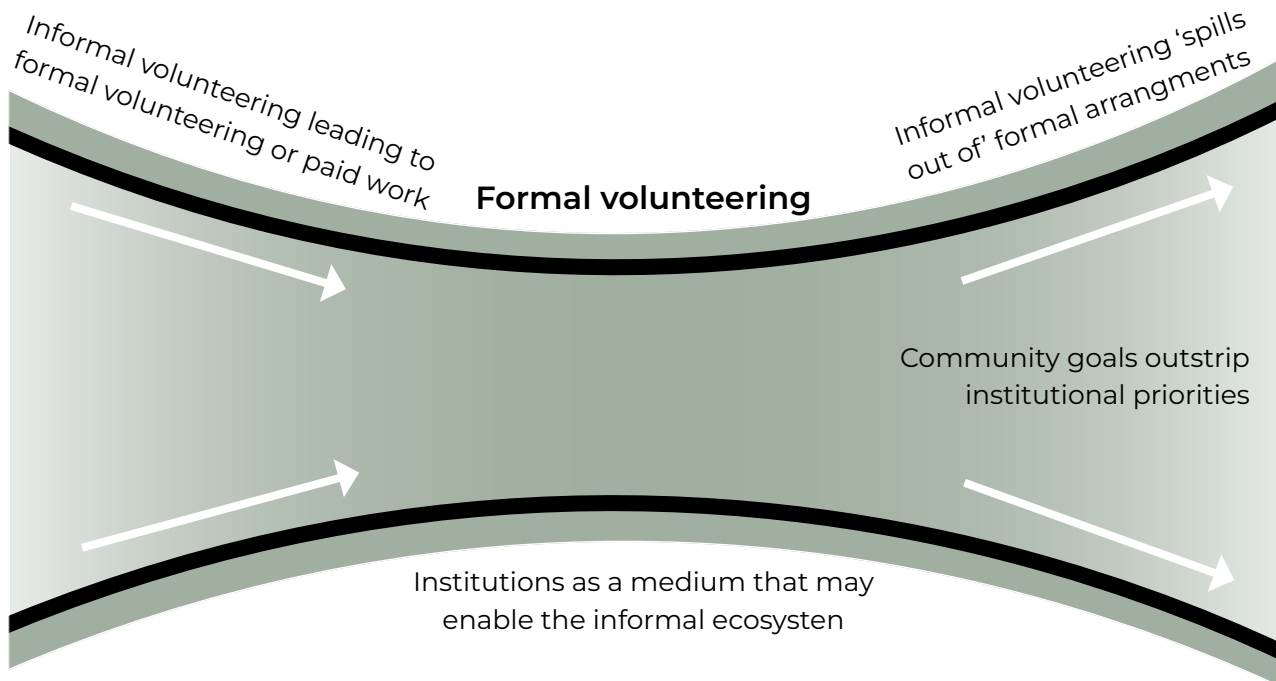 Informal volunteering leading to
formal volunteering or paid work
Formal volunteering
Informal volunteering ‘spills
out of’ formal arrangments
Community goals outstrip
institutional priorities
Institutions as a medium that may
enable the informal ecosysten